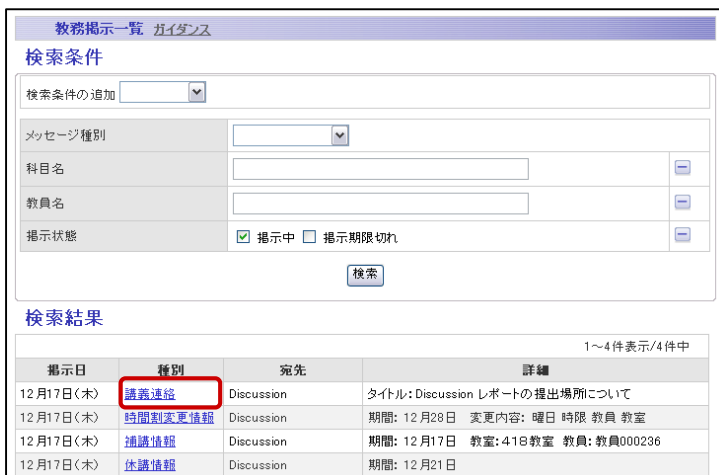 教務掲示一覧 ガイダンス
検索条件
検索条件の追加
メッセージ種別
科目名
教員名
掲示状態 掲示中 掲示期限切れ
検索
検索結果
1～4件表示/4件中
掲示日 種別 宛先 詳細
12月17日(木) 講義連絡 Discussion タイトル:Discussion レポートの提出場所について
12月17日(木) 時間割変更情報 Discussion 期間: 12月28日 変更内容: 曜日 時限 教員 教室
12月17日(木) 補講情報 Discussion 期間: 12月17日 教室:418教室 教員:教員000236
12月17日(木) 休講情報 Discussion 期間: 12月21日